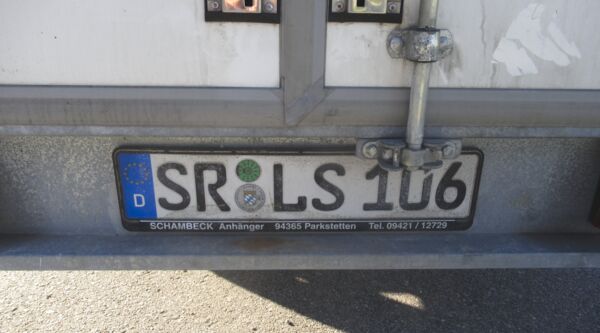 D SR LS 106
SCHAMBECK Anhänger 94365 Parkstetten Tel. 09421 / 12729